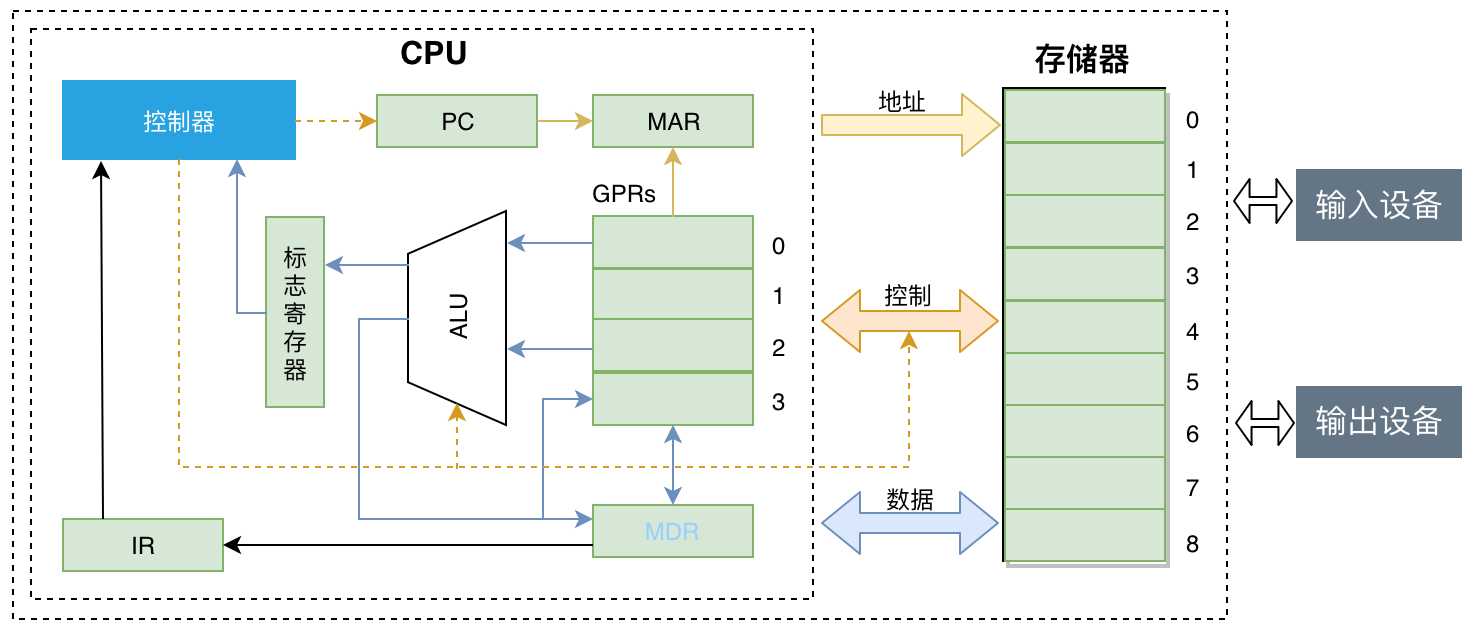 CPU
存储器
控制器
PC
MAR
地址
0
1
2
3
4
5
6
7
8
输入设备
输出设备
GPRs
0
1
2
3
标
志
寄
存
器
ALU
控制
数据
MDR
IR